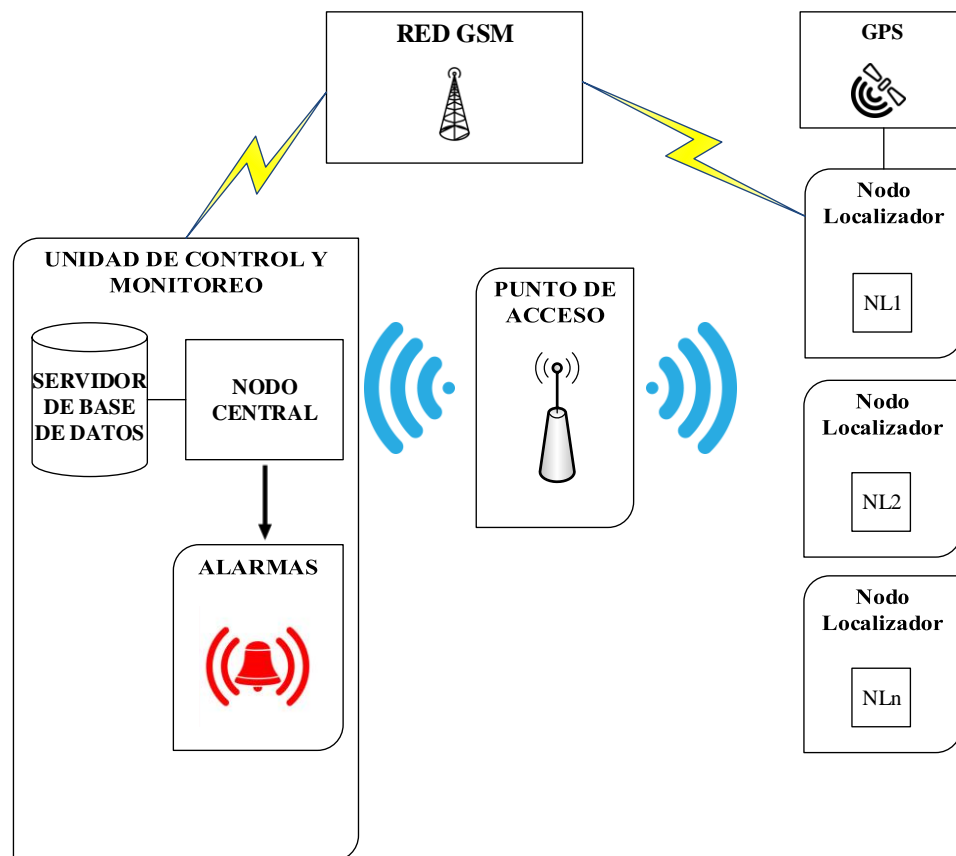 RED GSM
GPS
Nodo
Localizador
NL1
UNIDAD DE CONTROL Y
MONITOREO
PUNTO DE
ACCESO
SERVIDOR
DE BASE
DE DATOS
NODO
CENTRAL
Nodo
Localizador
NL2
ALARMAS
Nodo
Localizador
NLn